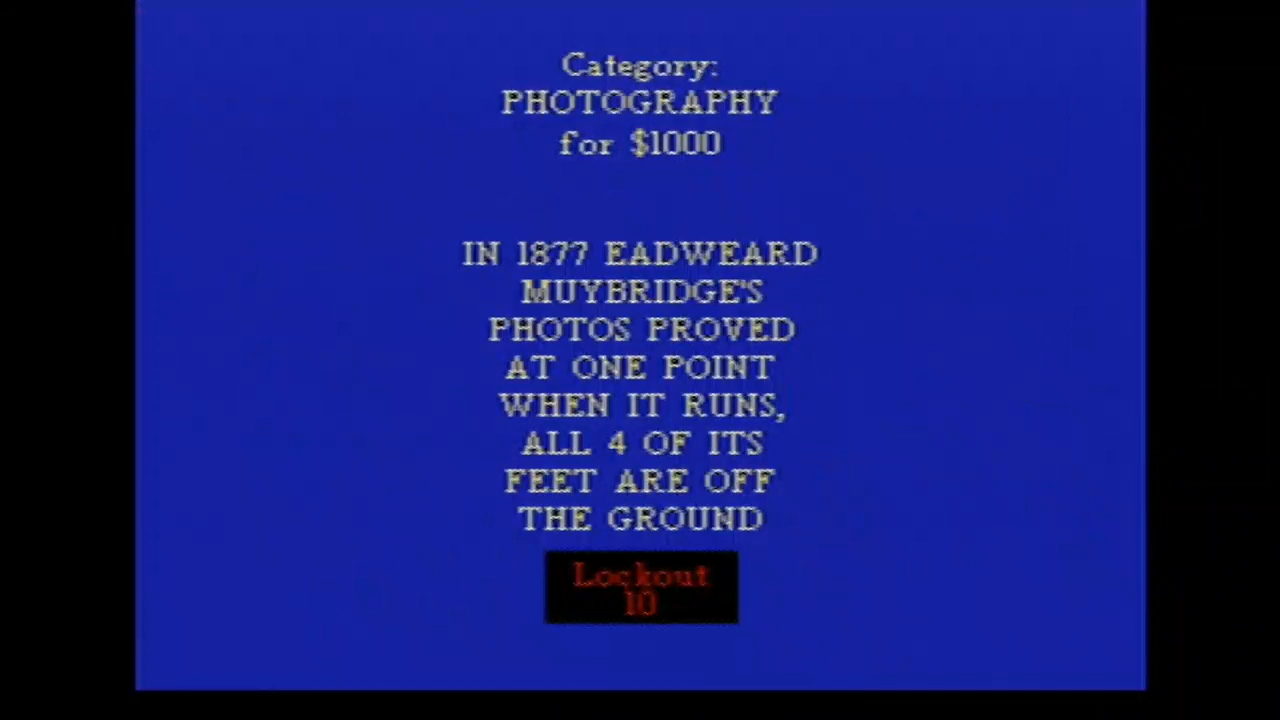 Category:
PHOTOGRAPHY
for $1000
IN 1877 EADWEARD
MUYBRIDGE'S
PHOTOS PROVED
AT ONE POINT
WHEN IT RUNS,
ALL 4 OF ITS
FEET ARE OFF
THE GROUND
Lockout
10